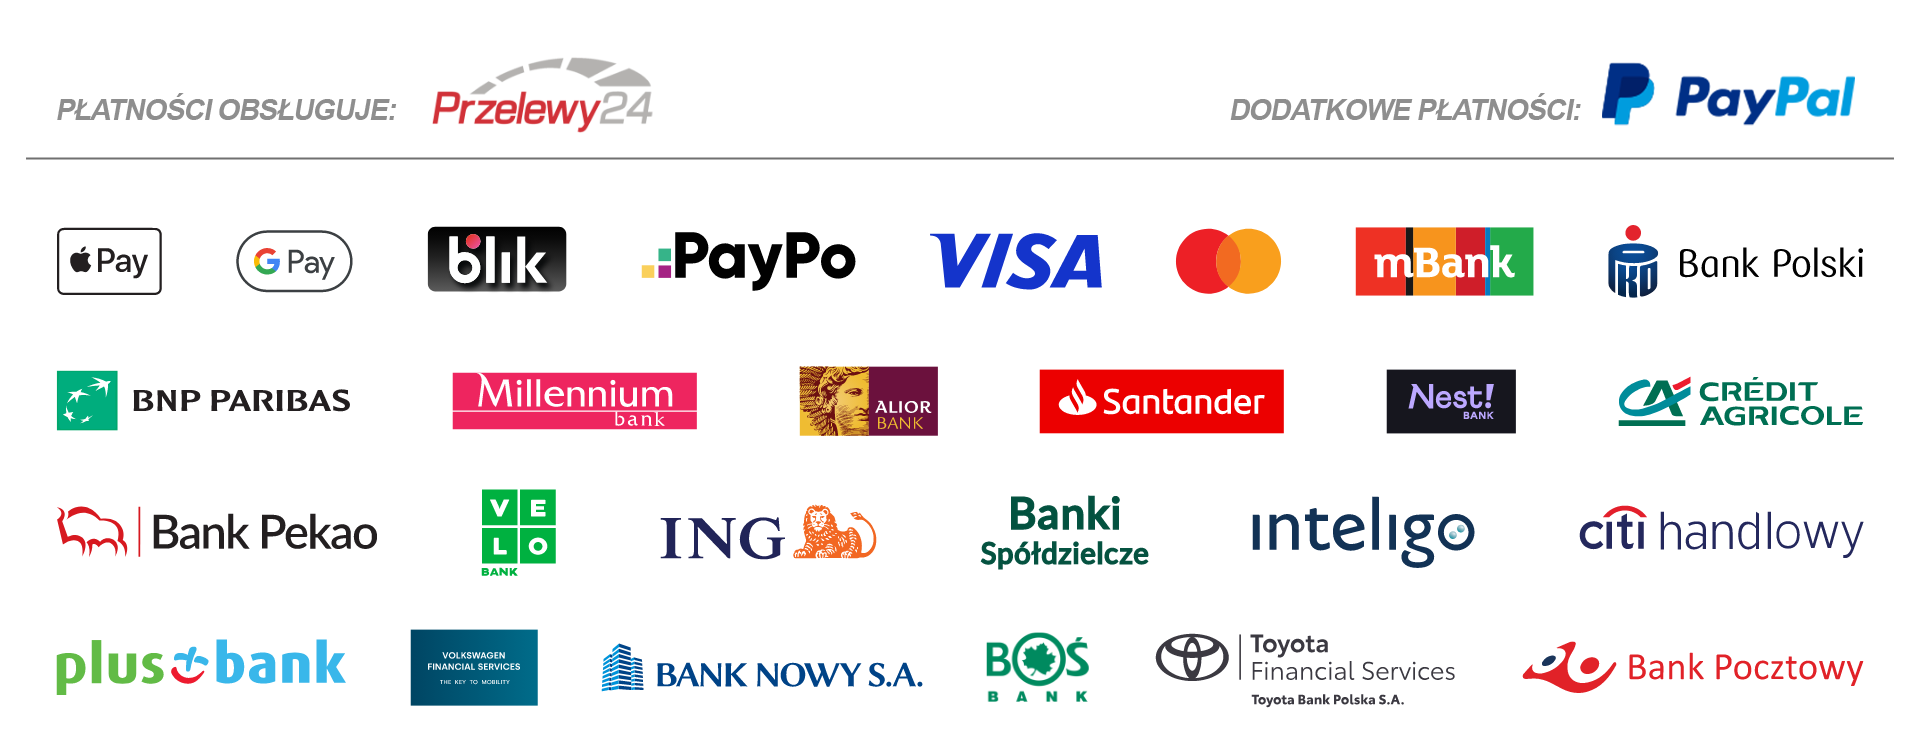 PŁATNOŚCI OBSŁUGUJE: Przelewy24 DODATKOWE PŁATNOŚCI: PayPal
Pay G Pay blik PayPo VISA mBank PKO Bank Polski
BNP PARIBAS Millennium bank ALIOR BANK Santander Nest! BANK CA CRÉDIT AGRICOLE
Bank Pekao VELO BANK ING Banki Spółdzielcze inteligo citi handlowy
plus bank VOLKSWAGEN FINANCIAL SERVICES THE KEY TO MOBILITY BANK NOWY S.A. BOŚ BANK Toyota Financial Services Toyota Bank Polska S.A. Bank Pocztowy